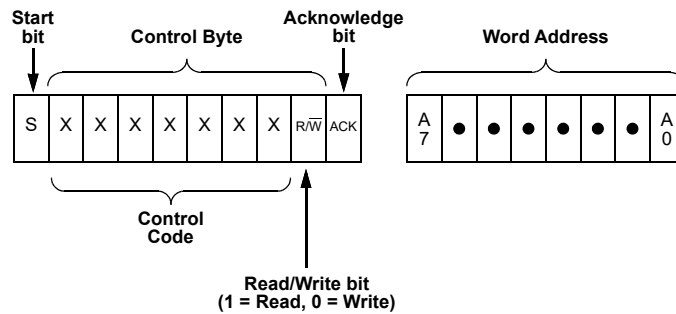 Start
bit
Control Byte
Acknowledge
bit
Word Address
S X X X X X X X R/W̅ ACK
A
7
• • • • • •
A
0
Control
Code
Read/Write bit
(1 = Read, 0 = Write)